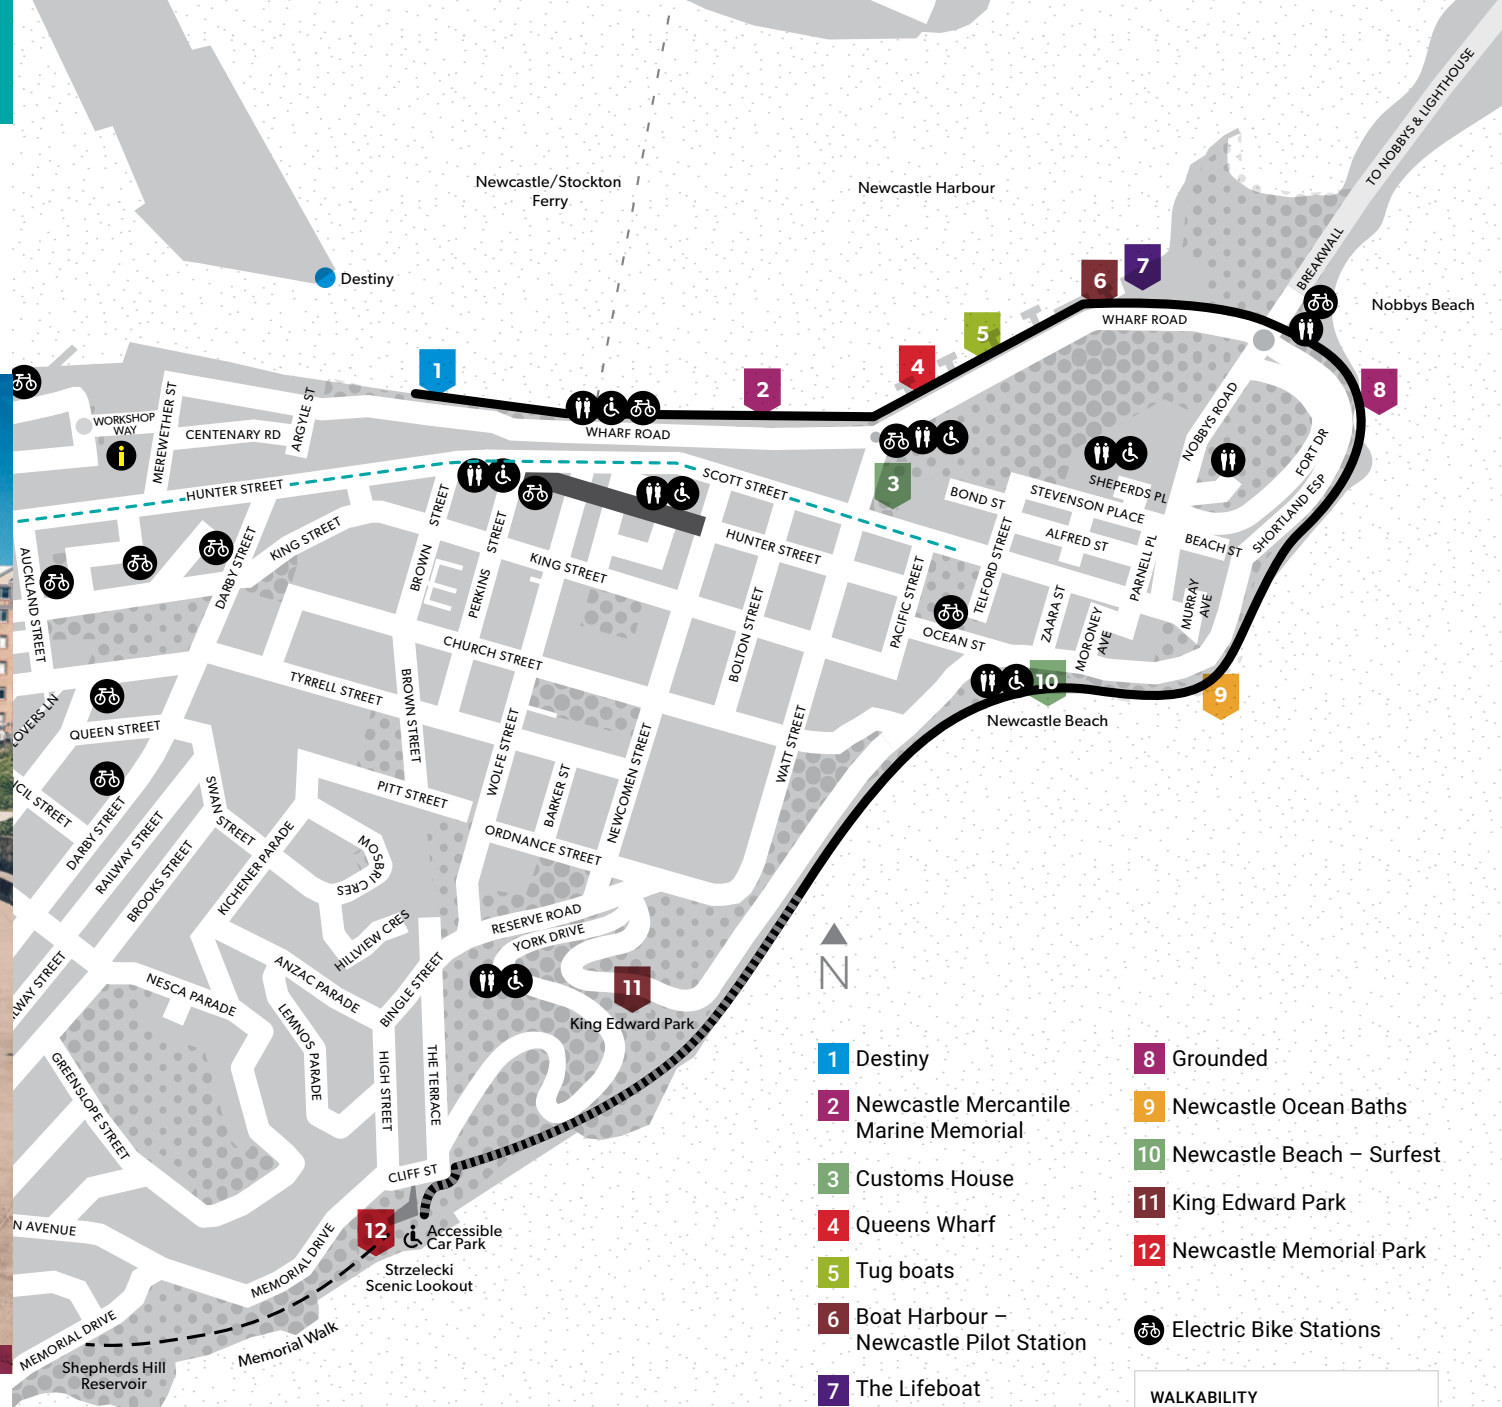 TO NOBBYS & LIGHTHOUSE
Newcastle/Stockton
Ferry
Newcastle Harbour
BREAKWALL
Destiny
Nobbys Beach
7
6
5
4
1
2
8
WHARF ROAD
WORKSHOP
WAY
i
MEREWETHER ST
CENTENARY RD
ARGYLE ST
WHARF ROAD
NOBBYS ROAD
FORT DR
SHORTLAND ESP
HUNTER STREET
SCOTT STREET
3
SHEPERDS PL
BOND ST
STEVENSON PLACE
ALFRED ST
BEACH ST
PARNELL PL
MURRAY
AVE
AUCKLAND STREET
DARBY STREET
KING STREET
BROWN
STREET
PERKINS
STREET
KING STREET
HUNTER STREET
TELFORD STREET
PACIFIC STREET
ZAARA ST
MORONEY
AVE
OCEAN ST
BOLTON STREET
CHURCH STREET
TYRRELL STREET
BROWN STREET
10
9
Newcastle Beach
LOVERS LN
QUEEN STREET
WOLFE STREET
NEWCOMEN STREET
WATT STREET
BARKER ST
PITT STREET
ORDNANCE STREET
CIL STREET
DARBY STREET
SWAN
STREET
RAILWAY STREET
BROOKS STREET
KICHENER PARADE
MOSBRI CRES
HILLVIEW CRES
RESERVE ROAD
YORK DRIVE
N
11
King Edward Park
LWAY STREET
NESCA PARADE
ANZAC PARADE
BINGLE STREET
LEMNOS PARADE
HIGH STREET
THE TERRACE
GREENSLOPE STREET
CLIFF ST
N AVENUE
12
Accessible
Car Park
Strzelecki
Scenic Lookout
MEMORIAL DRIVE
MEMORIAL DRIVE
Memorial Walk
Shepherds Hill
Reservoir
1 Destiny
2 Newcastle Mercantile
Marine Memorial
3 Customs House
4 Queens Wharf
5 Tug boats
6 Boat Harbour –
Newcastle Pilot Station
7 The Lifeboat
8 Grounded
9 Newcastle Ocean Baths
10 Newcastle Beach – Surfest
11 King Edward Park
12 Newcastle Memorial Park
Electric Bike Stations
WALKABILITY